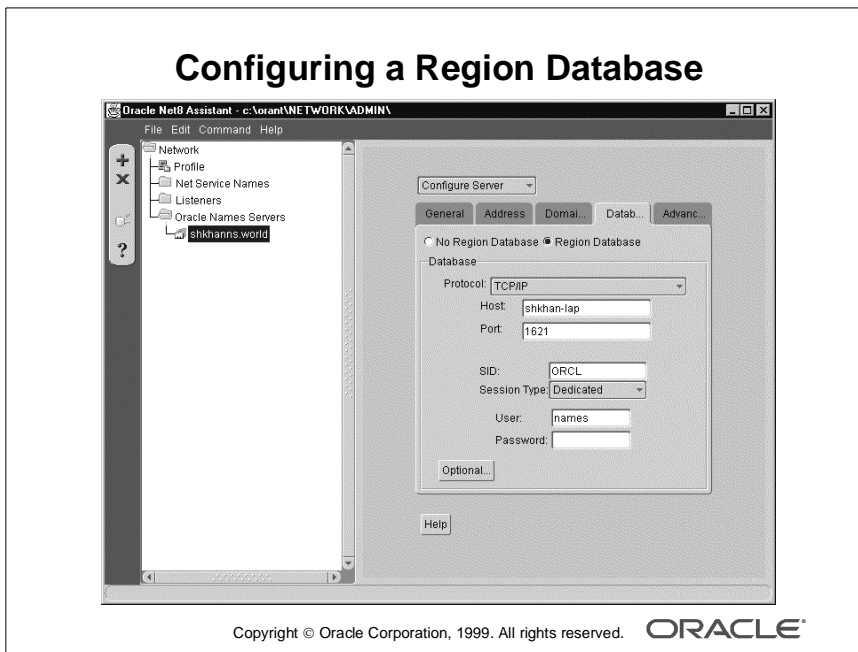 Configuring a Region Database
Oracle Net8 Assistant - c:\orant\NETWORK\ADMIN\
File Edit Command Help
Network
Profile
Net Service Names
Listeners
Oracle Names Servers
shkhanns.world
?
Configure Server
General Address Domai... Datab... Advanc...
No Region Database Region Database
Database
Protocol: TCP/IP
Host: shkhan-lap
Port: 1621
SID: ORCL
Session Type: Dedicated
User: names
Password:
Optional...
Help
Copyright © Oracle Corporation, 1999. All rights reserved. ORACLE®